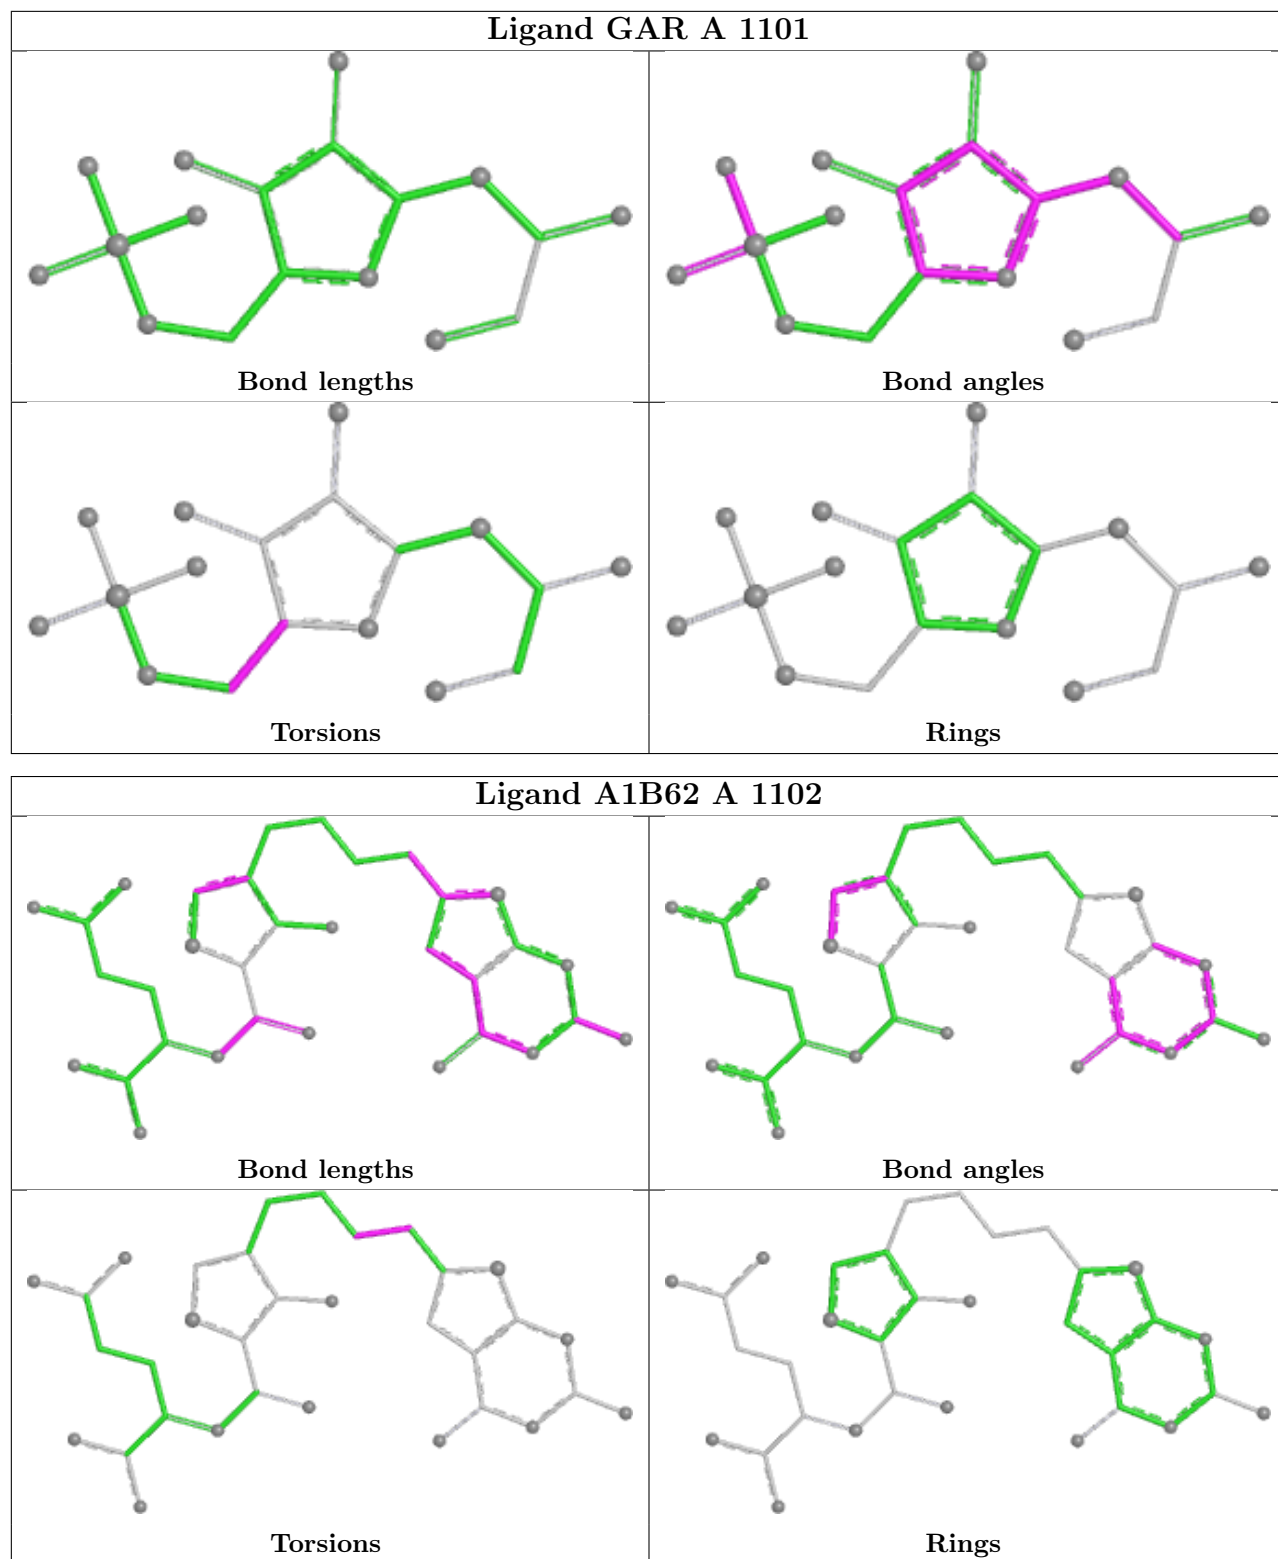 Ligand GAR A 1101
Bond lengths
Bond angles
Torsions
Rings
Ligand A1B62 A 1102
Bond lengths
Bond angles
Torsions
Rings